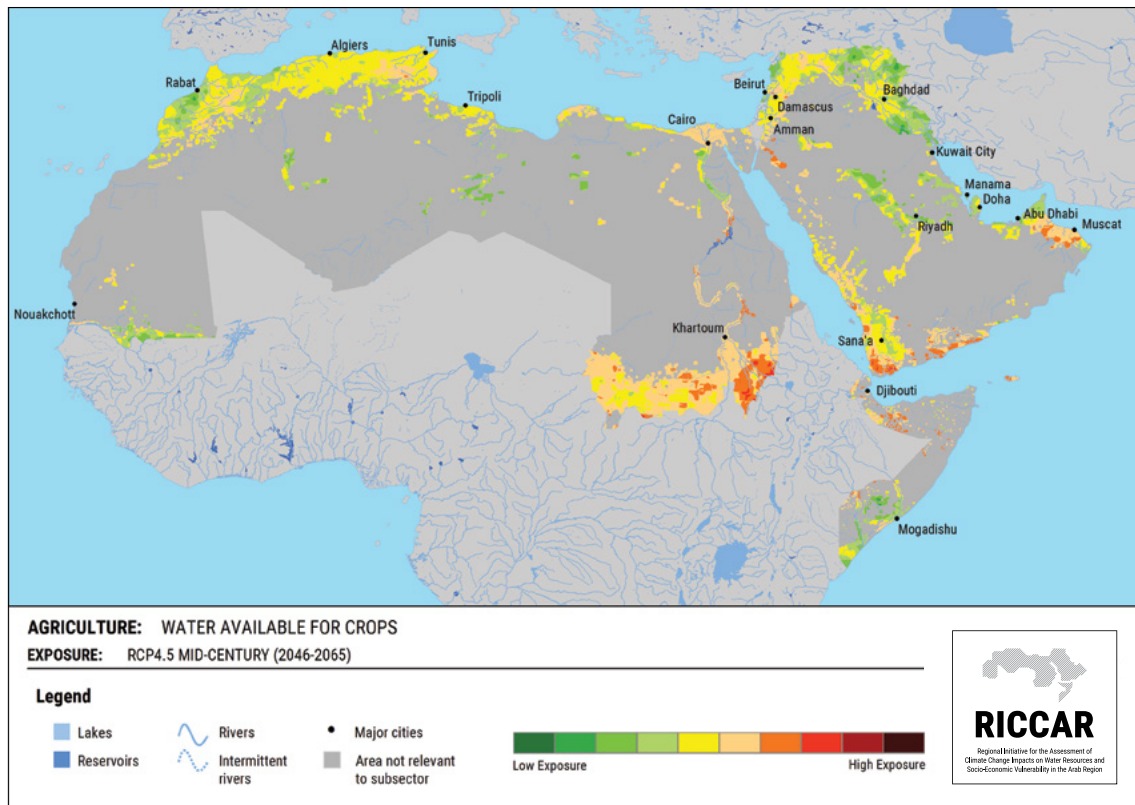 Algiers
Tunis
Rabat
Tripoli
Beirut
Baghdad
Damascus
Cairo
Amman
Kuwait City
Manama
Doha
Abu Dhabi
Muscat
Riyadh
Nouakchott
Khartoum
Sana'a
Djibouti
Mogadishu
AGRICULTURE: WATER AVAILABLE FOR CROPS
EXPOSURE: RCP4.5 MID-CENTURY (2046-2065)
Legend
Lakes
Rivers
Major cities
Reservoirs
Intermittent
rivers
Area not relevant
to subsector
Low Exposure
High Exposure
RICCAR
Regional Initiative for the Assessment of
Climate Change Impacts on Water Resources and
Socio-Economic Vulnerability in the Arab Region